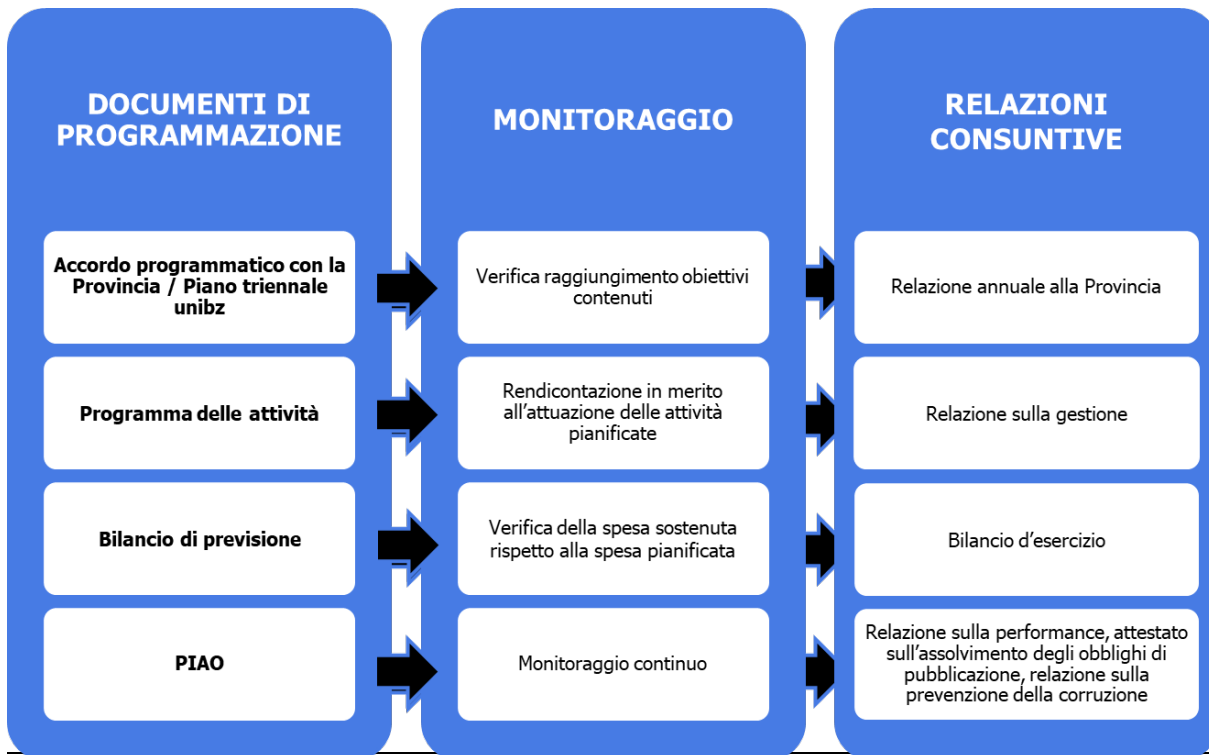 DOCUMENTI DI
PROGRAMMAZIONE
Accordo programmatico con la
Provincia / Piano triennale
unibz
Programma delle attività
Bilancio di previsione
PIAO
MONITORAGGIO
Verifica raggiungimento obiettivi
contenuti
Rendicontazione in merito
all'attuazione delle attività
pianificate
Verifica della spesa sostenuta
rispetto alla spesa pianificata
Monitoraggio continuo
RELAZIONI
CONSUNTIVE
Relazione annuale alla Provincia
Relazione sulla gestione
Bilancio d'esercizio
Relazione sulla performance, attestato
sull'assolvimento degli obblighi di
pubblicazione, relazione sulla
prevenzione della corruzione